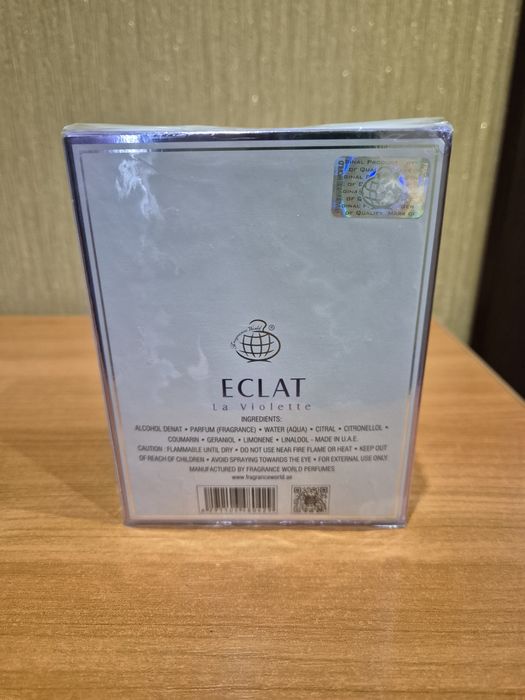 Fragrance World ®
ECLAT
La Violette
INGREDIENTS:
ALCOHOL DENAT • PARFUM (FRAGRANCE) • WATER (AQUA) • CITRAL • CITRONELLOL •
COUMARIN • GERANIOL • LIMONENE • LINALOOL - MADE IN U.A.E.
CAUTION : FLAMMABLE UNTIL DRY • DO NOT USE NEAR FIRE FLAME OR HEAT • KEEP OUT
OF REACH OF CHILDREN • AVOID SPRAYING TOWARDS THE EYE • FOR EXTERNAL USE ONLY.
MANUFACTURED BY FRAGRANCE WORLD PERFUMES
www.fragranceworld.ae